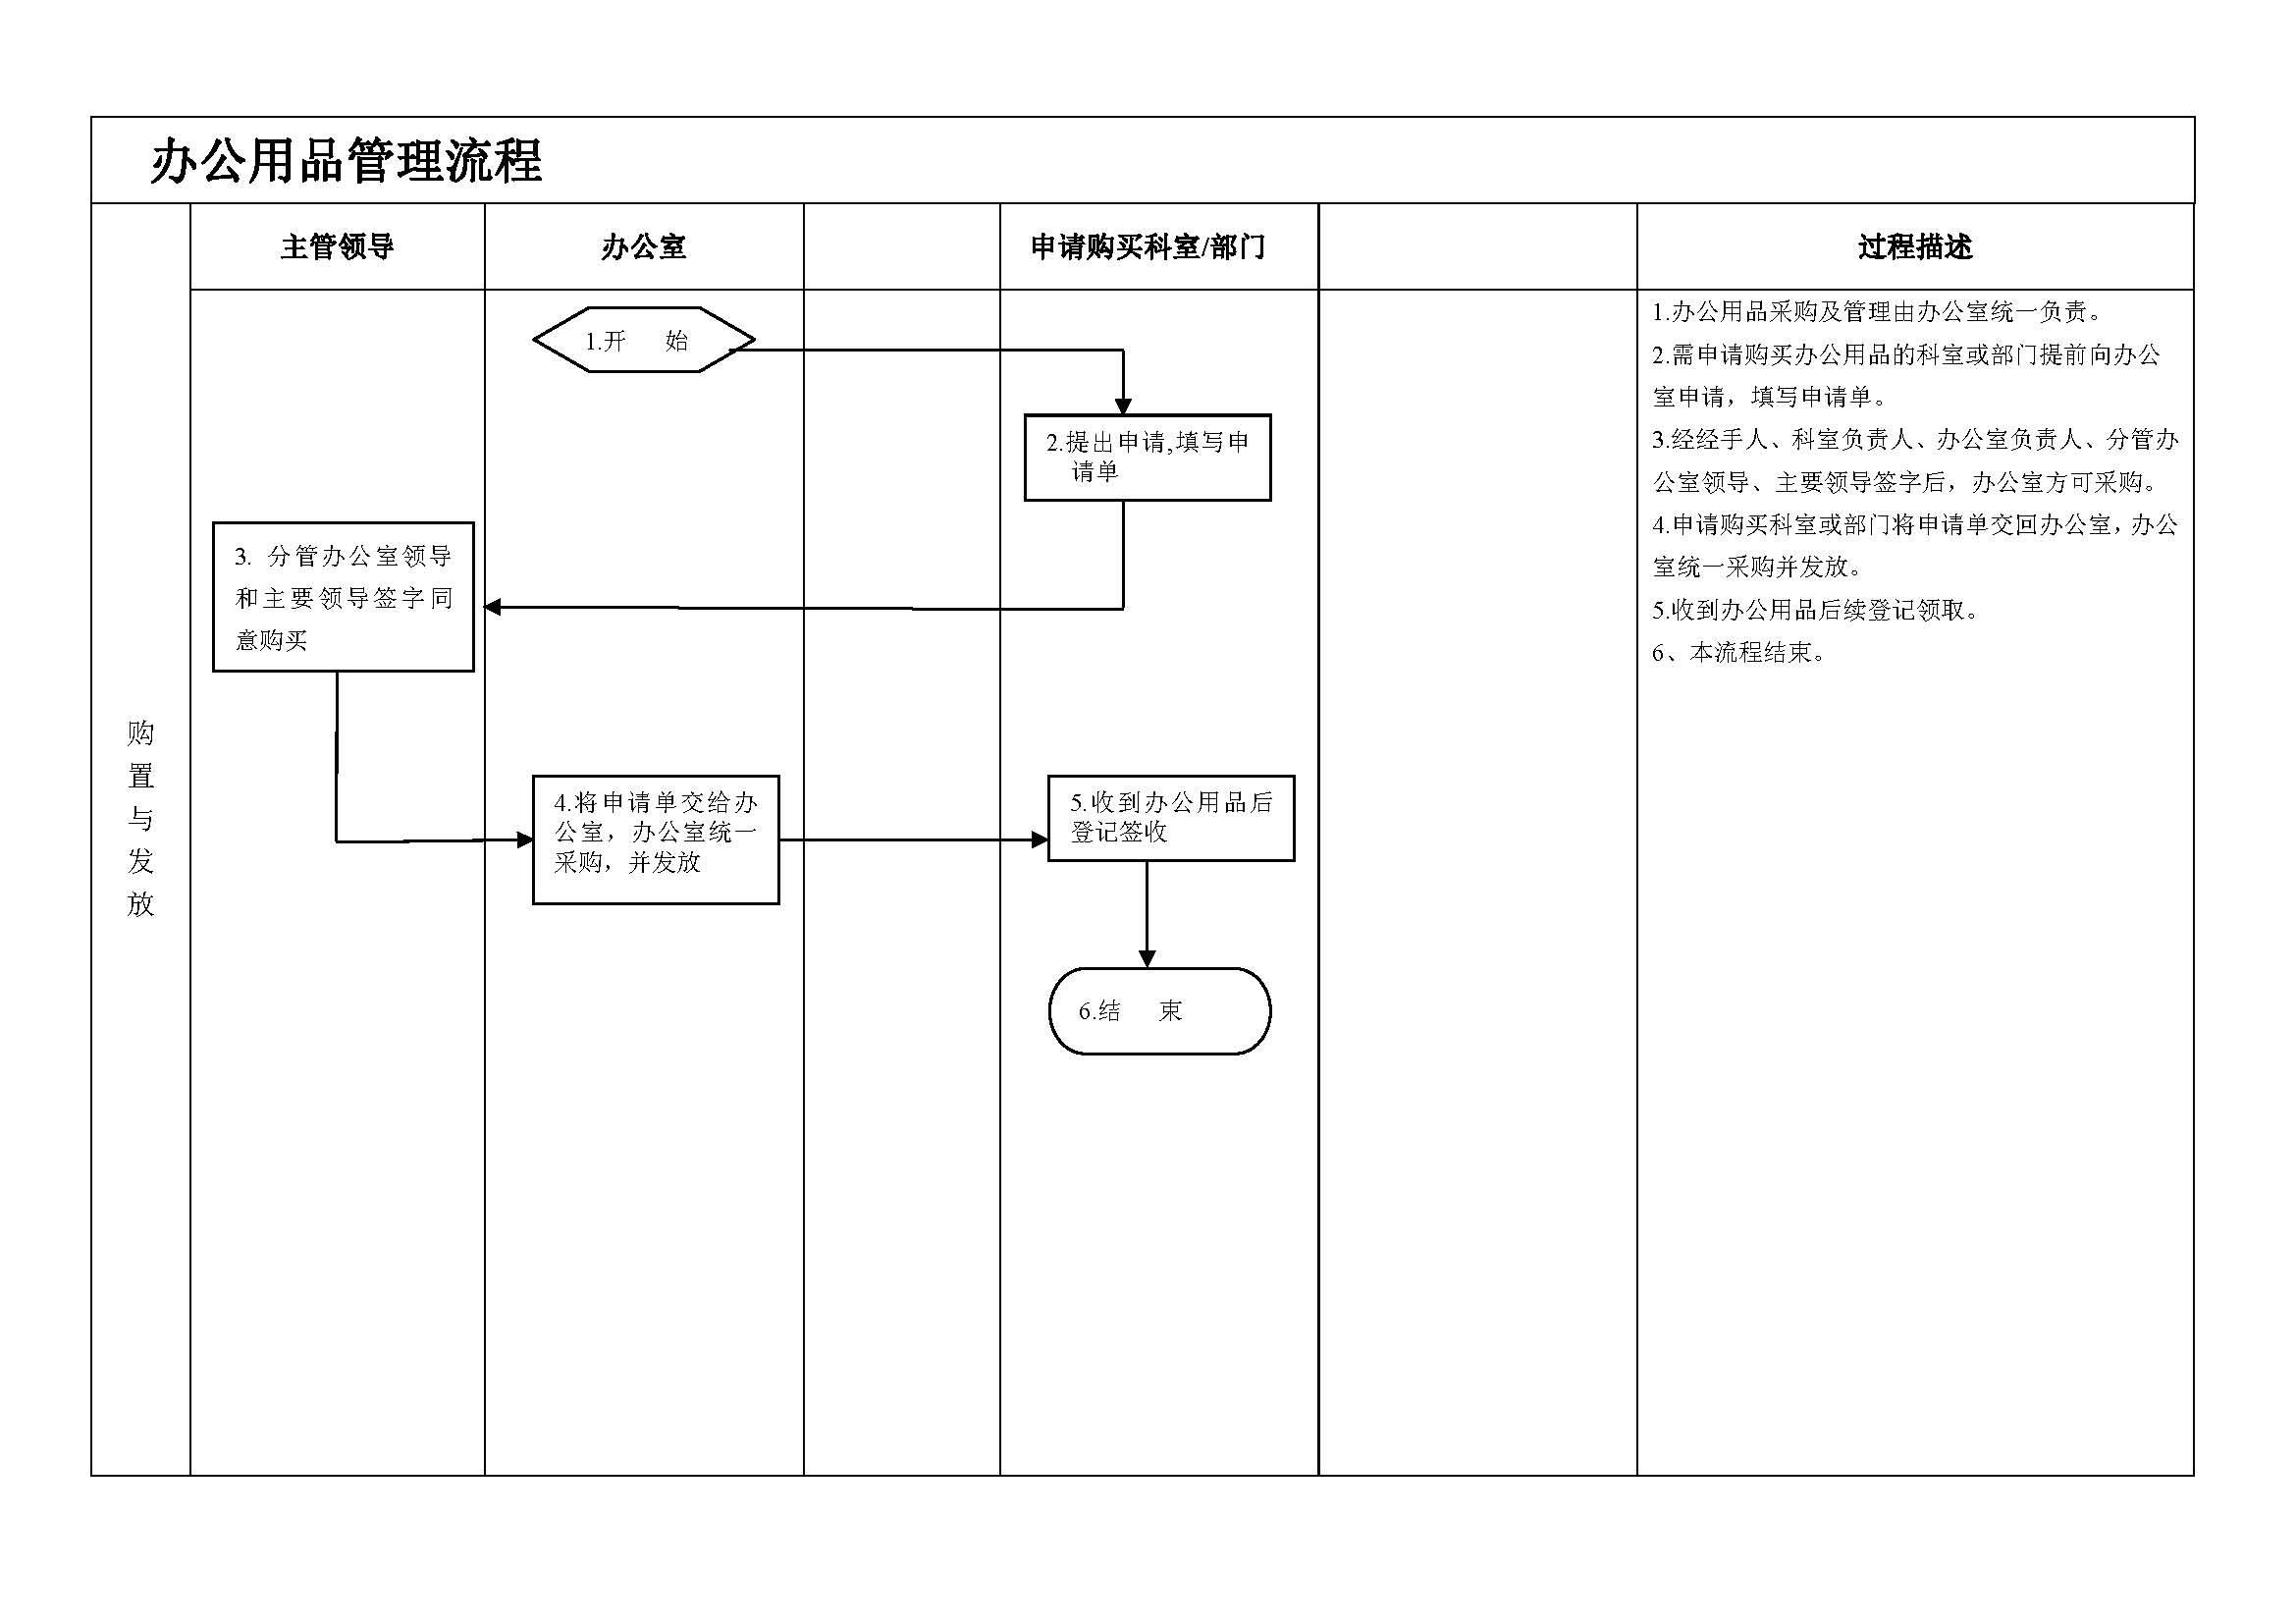 办公用品管理流程
主管领导
办公室
申请购买科室/部门
过程描述
购
置
与
发
放
1.开 始
2.提出申请,填写申
请单
3. 分管办公室领导
和主要领导签字同
意购买
4.将申请单交给办
公室，办公室统一
采购，并发放
5.收到办公用品后
登记签收
6.结 束
1.办公用品采购及管理由办公室统一负责。
2.需申请购买办公用品的科室或部门提前向办公
室申请，填写申请单。
3.经经手人、科室负责人、办公室负责人、分管办
公室领导、主要领导签字后，办公室方可采购。
4.申请购买科室或部门将申请单交回办公室，办公
室统一采购并发放。
5.收到办公用品后续登记领取。
6、本流程结束。